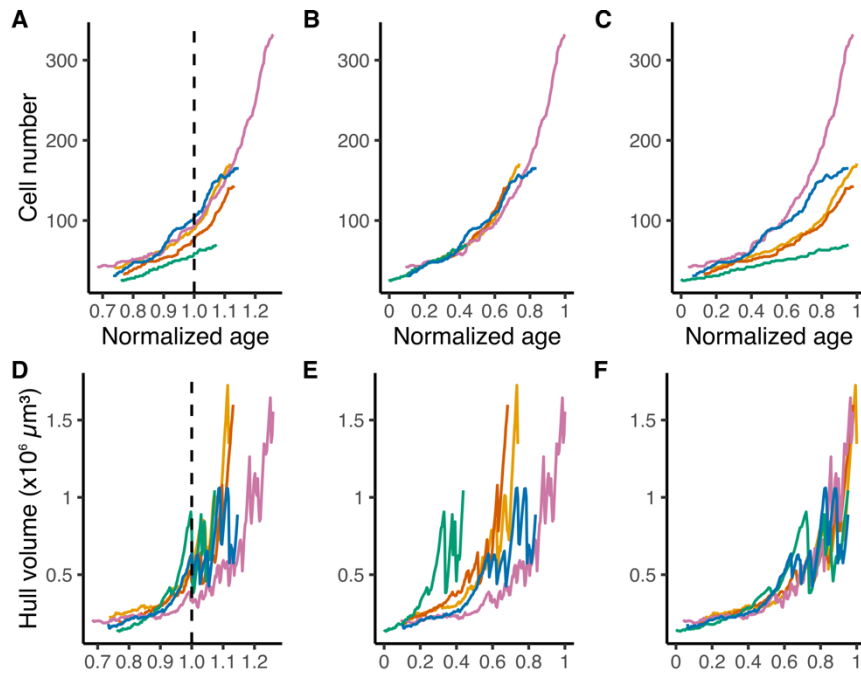 A B C
Cell number
300 300 300
200 200 200
100 100 100
0.7 0.8 0.9 1.0 1.1 1.2 0 0.2 0.4 0.6 0.8 1 0 0.2 0.4 0.6 0.8 1
Normalized age Normalized age Normalized age
D E F
Hull volume (x10⁶ µm³)
1.5 1.5 1.5
1 1 1
0.5 0.5 0.5
0.7 0.8 0.9 1.0 1.1 1.2 0 0.2 0.4 0.6 0.8 1 0 0.2 0.4 0.6 0.8 1